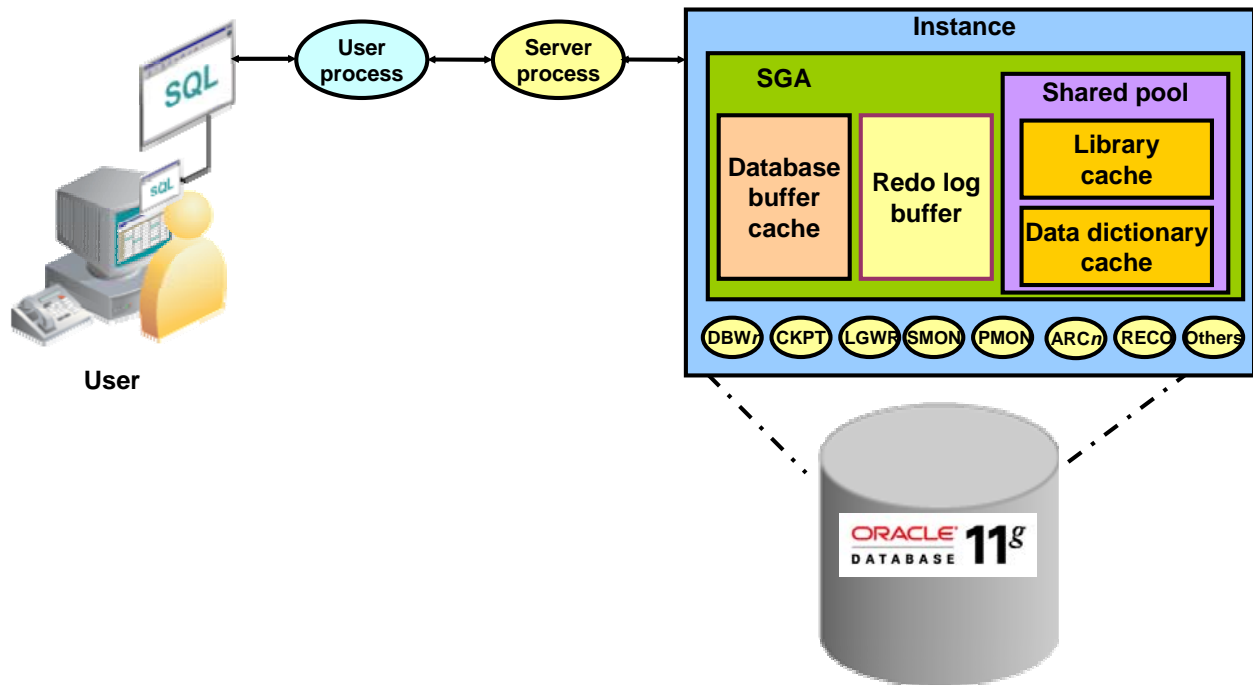 SQL
SQL
User
User
process
Server
process
Instance
SGA
Database
buffer
cache
Redo log
buffer
Shared pool
Library
cache
Data dictionary
cache
DBWr
CKPT
LGWR
SMON
PMON
ARCn
RECO
Others
ORACLE®
DATABASE
11g